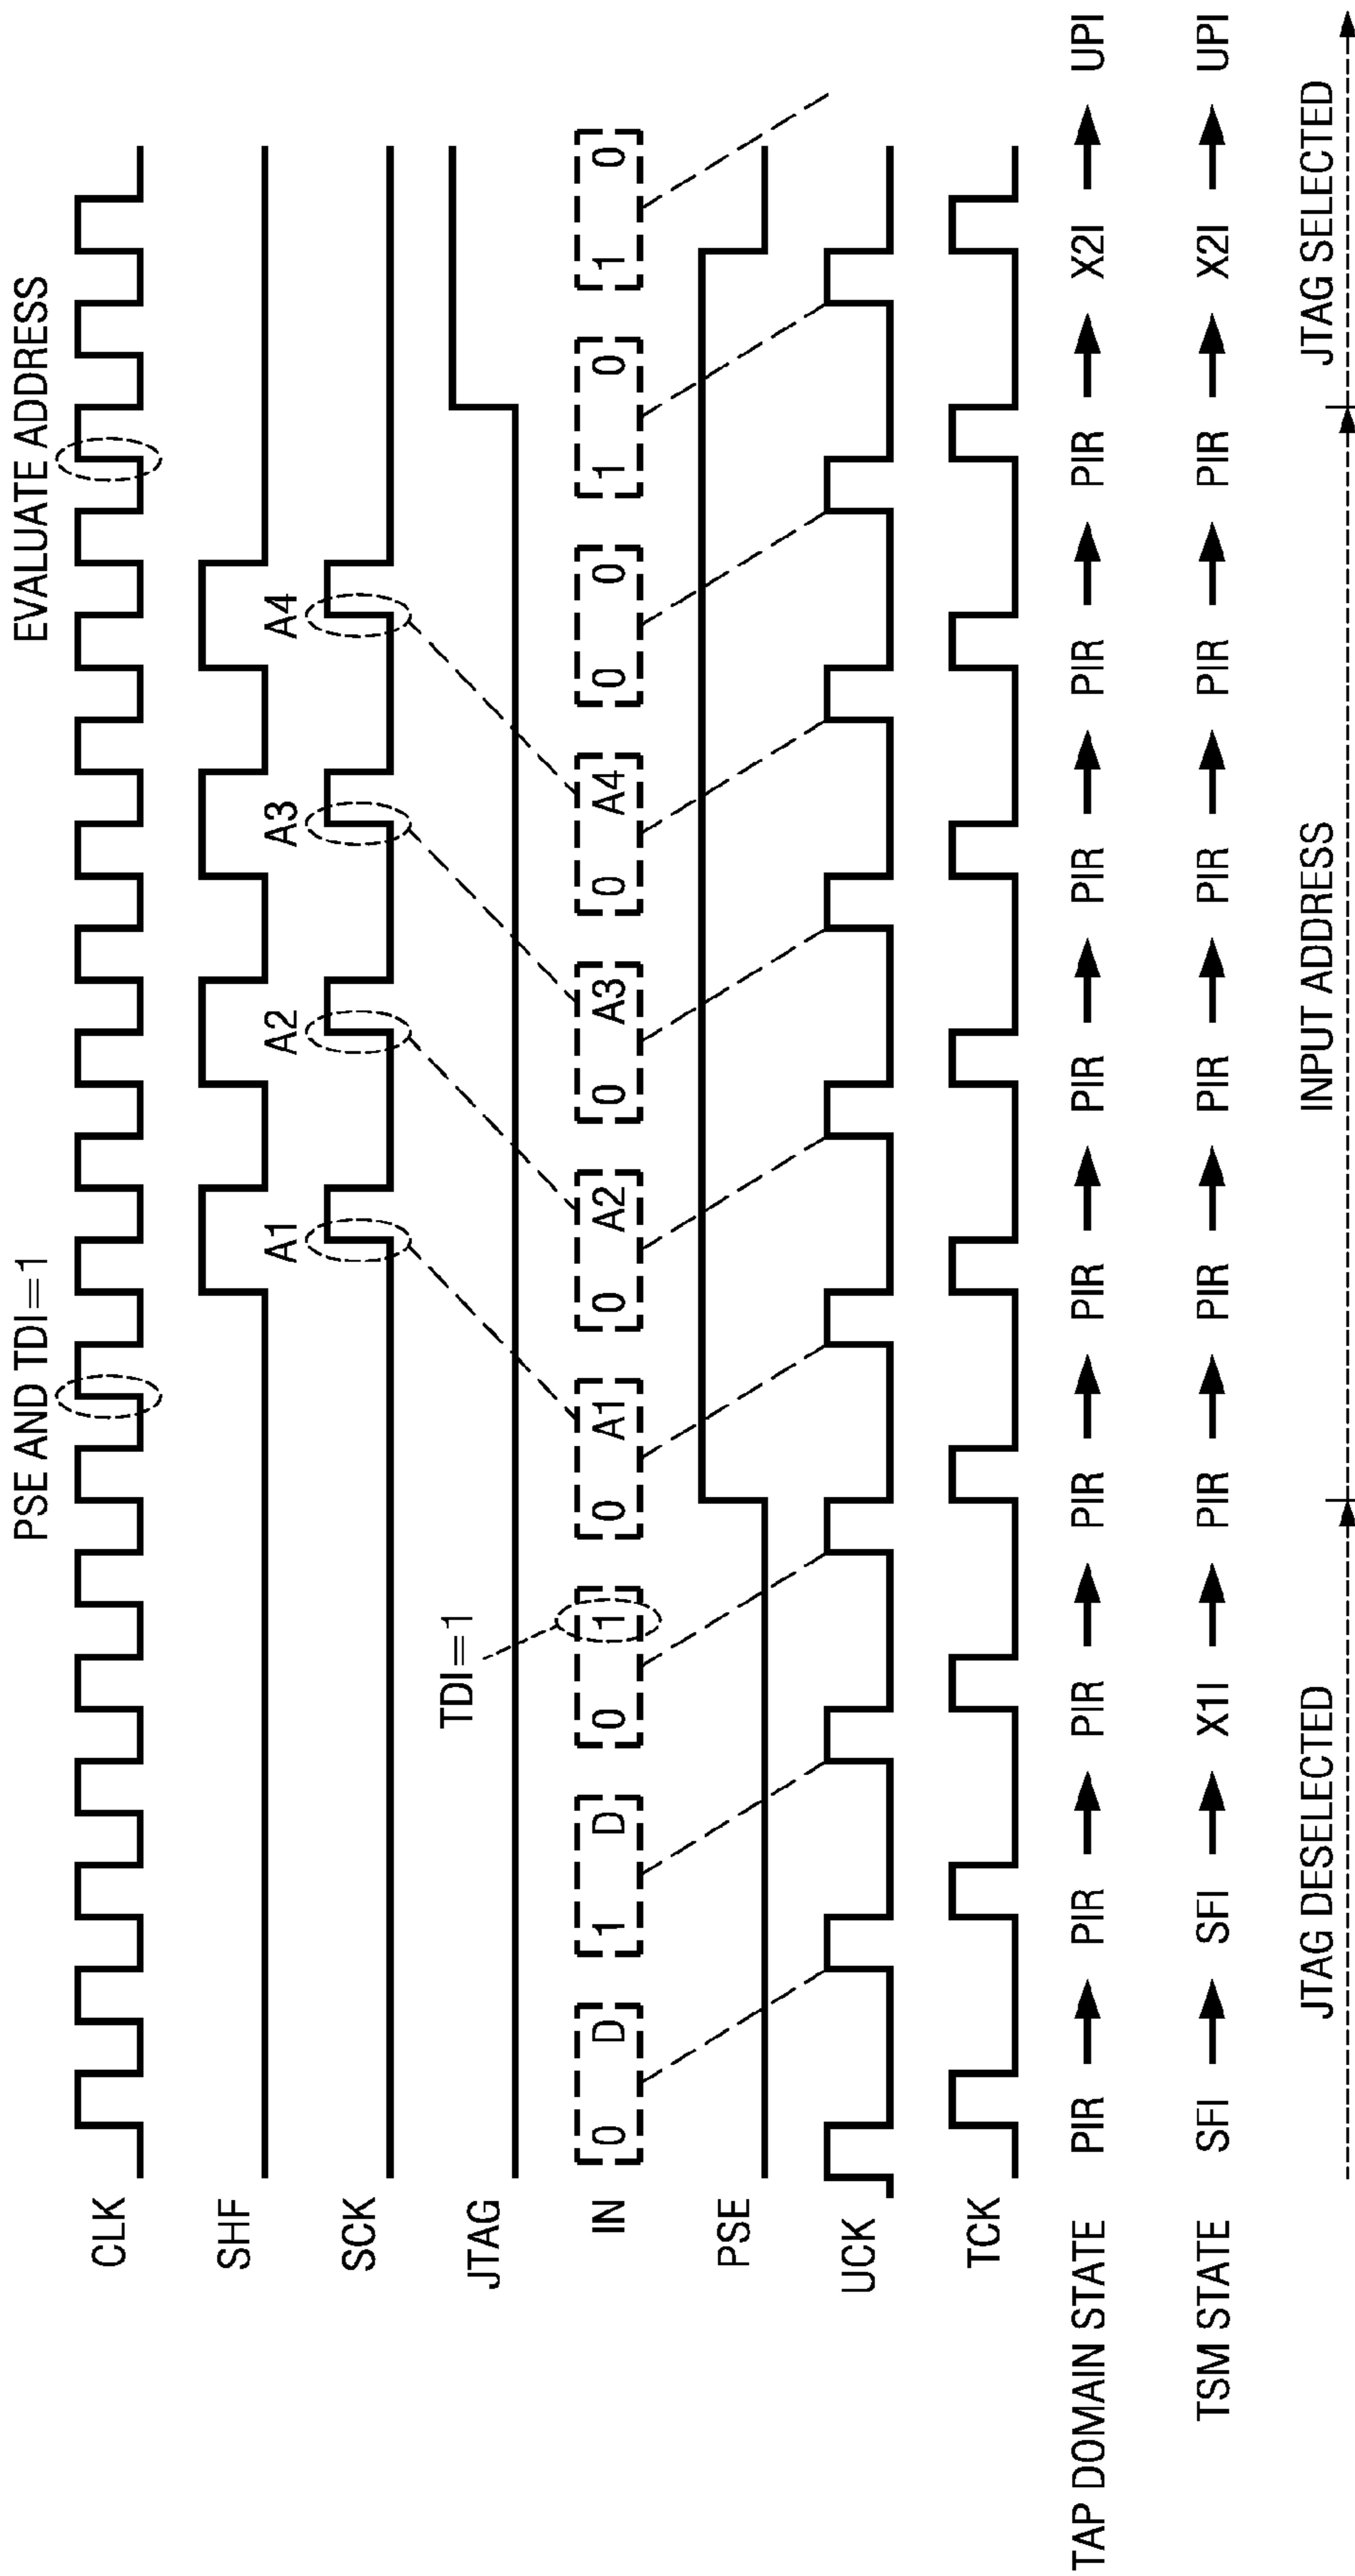 PSE AND TDI=1 EVALUATE ADDRESS
CLK
SHF
A1 A2 A3 A4
SCK
TDI=1
JTAG
IN 0 D 1 D 0 1 0 A1 0 A2 0 A3 0 A4 0 0 1 0 1 0
PSE
UCK
TCK
TAP DOMAIN STATE PIR PIR PIR PIR PIR PIR PIR PIR PIR X2I UPI
TSM STATE SFI SFI X1I PIR PIR PIR PIR PIR PIR X2I UPI
JTAG DESELECTED INPUT ADDRESS JTAG SELECTED